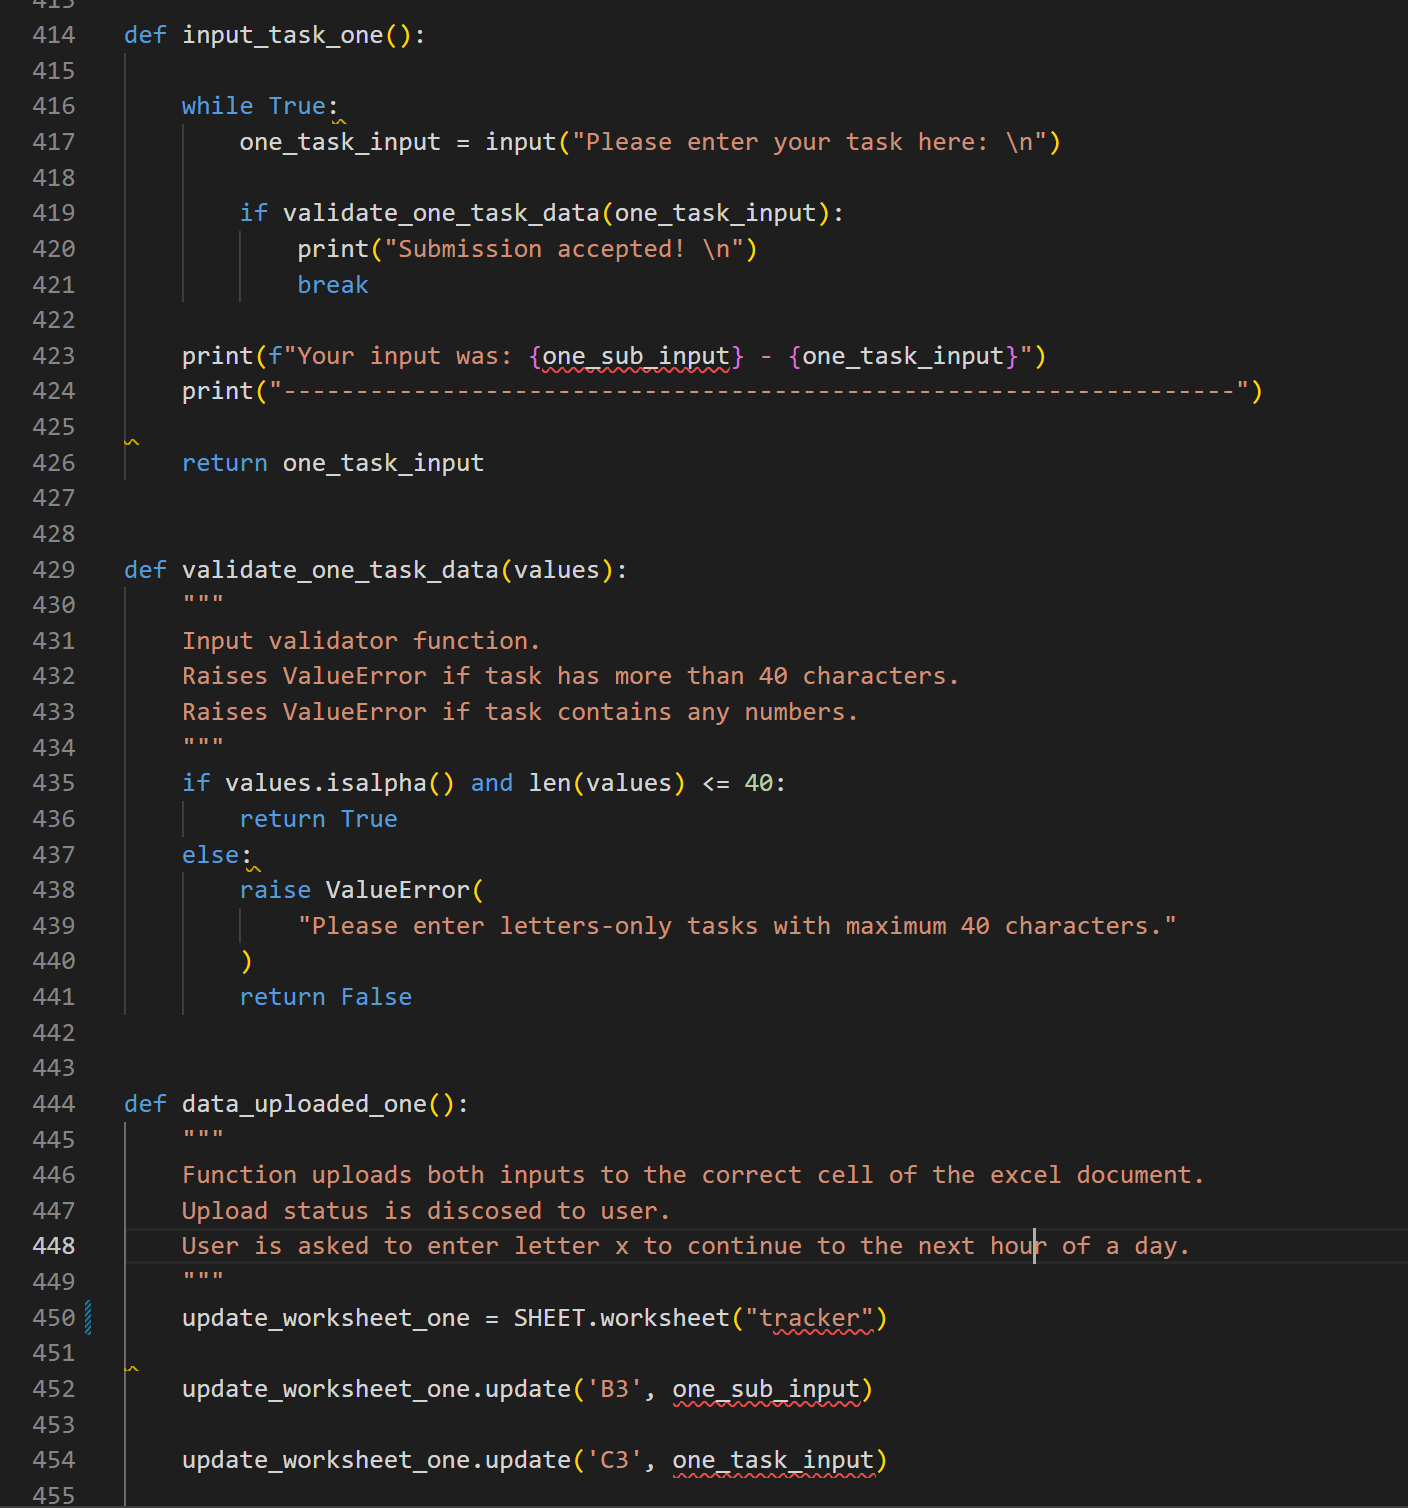 413
414 def input_task_one():
415
416 while True:
417 one_task_input = input("Please enter your task here: \n")
418
419 if validate_one_task_data(one_task_input):
420 print("Submission accepted! \n")
421 break
422
423 print(f"Your input was: {one_sub_input} - {one_task_input}")
424 print("------------------------------------------------------------------")
425
426 return one_task_input
427
428
429 def validate_one_task_data(values):
430 """
431 Input validator function.
432 Raises ValueError if task has more than 40 characters.
433 Raises ValueError if task contains any numbers.
434 """
435 if values.isalpha() and len(values) <= 40:
436 return True
437 else:
438 raise ValueError(
439 "Please enter letters-only tasks with maximum 40 characters."
440 )
441 return False
442
443
444 def data_uploaded_one():
445 """
446 Function uploads both inputs to the correct cell of the excel document.
447 Upload status is discosed to user.
448 User is asked to enter letter x to continue to the next hour of a day.
449 """
450 update_worksheet_one = SHEET.worksheet("tracker")
451
452 update_worksheet_one.update('B3', one_sub_input)
453
454 update_worksheet_one.update('C3', one_task_input)
455